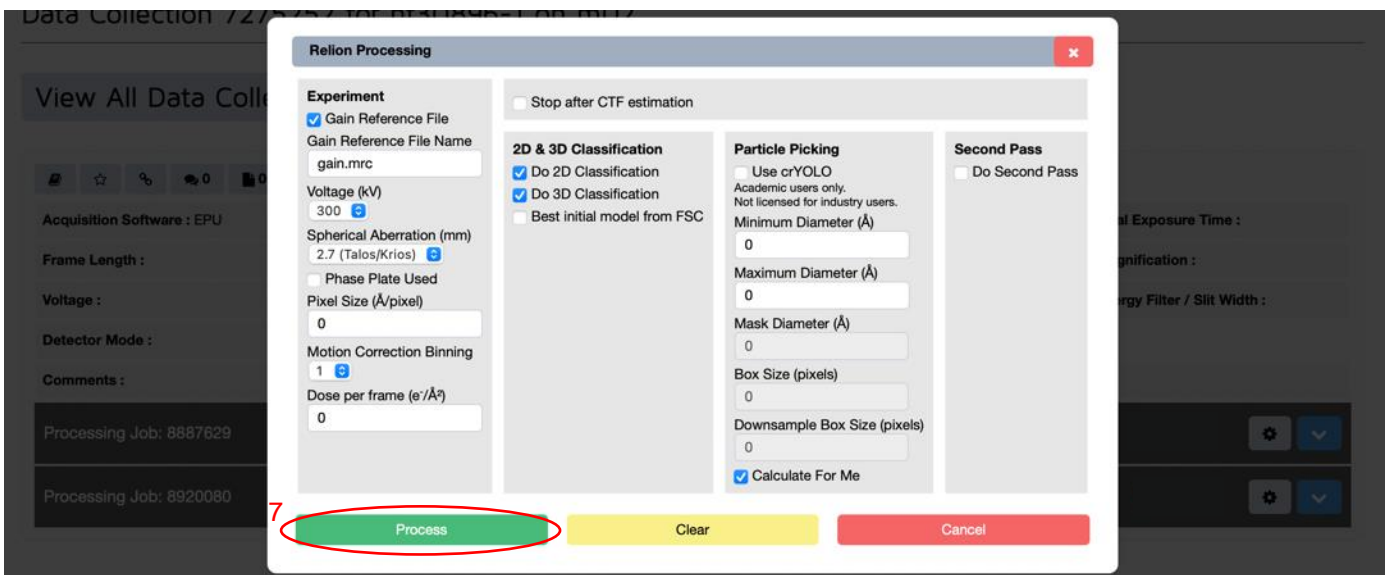 Data Collection 7275757 for
on m02
View All Data Colle
Relion Processing
Experiment
Gain Reference File
Gain Reference File Name
gain.mrc
Voltage (kV)
300
Spherical Aberration (mm)
2.7 (Talos/Krios)
Phase Plate Used
Pixel Size (Å/pixel)
0
Motion Correction Binning
1
Dose per frame (e⁻/Å²)
0
Stop after CTF estimation
2D & 3D Classification
Do 2D Classification
Do 3D Classification
Best initial model from FSC
Particle Picking
Use crYOLO
Academic users only.
Not licensed for industry users.
Minimum Diameter (Å)
0
Maximum Diameter (Å)
0
Mask Diameter (Å)
0
Box Size (pixels)
0
Downsample Box Size (pixels)
0
Calculate For Me
Second Pass
Do Second Pass
0
0
Acquisition Software : EPU
al Exposure Time :
Frame Length :
gnification :
Voltage :
rgy Filter / Slit Width :
Detector Mode :
Comments :
Processing Job: 8887629
Processing Job: 8920080
7
Process
Clear
Cancel